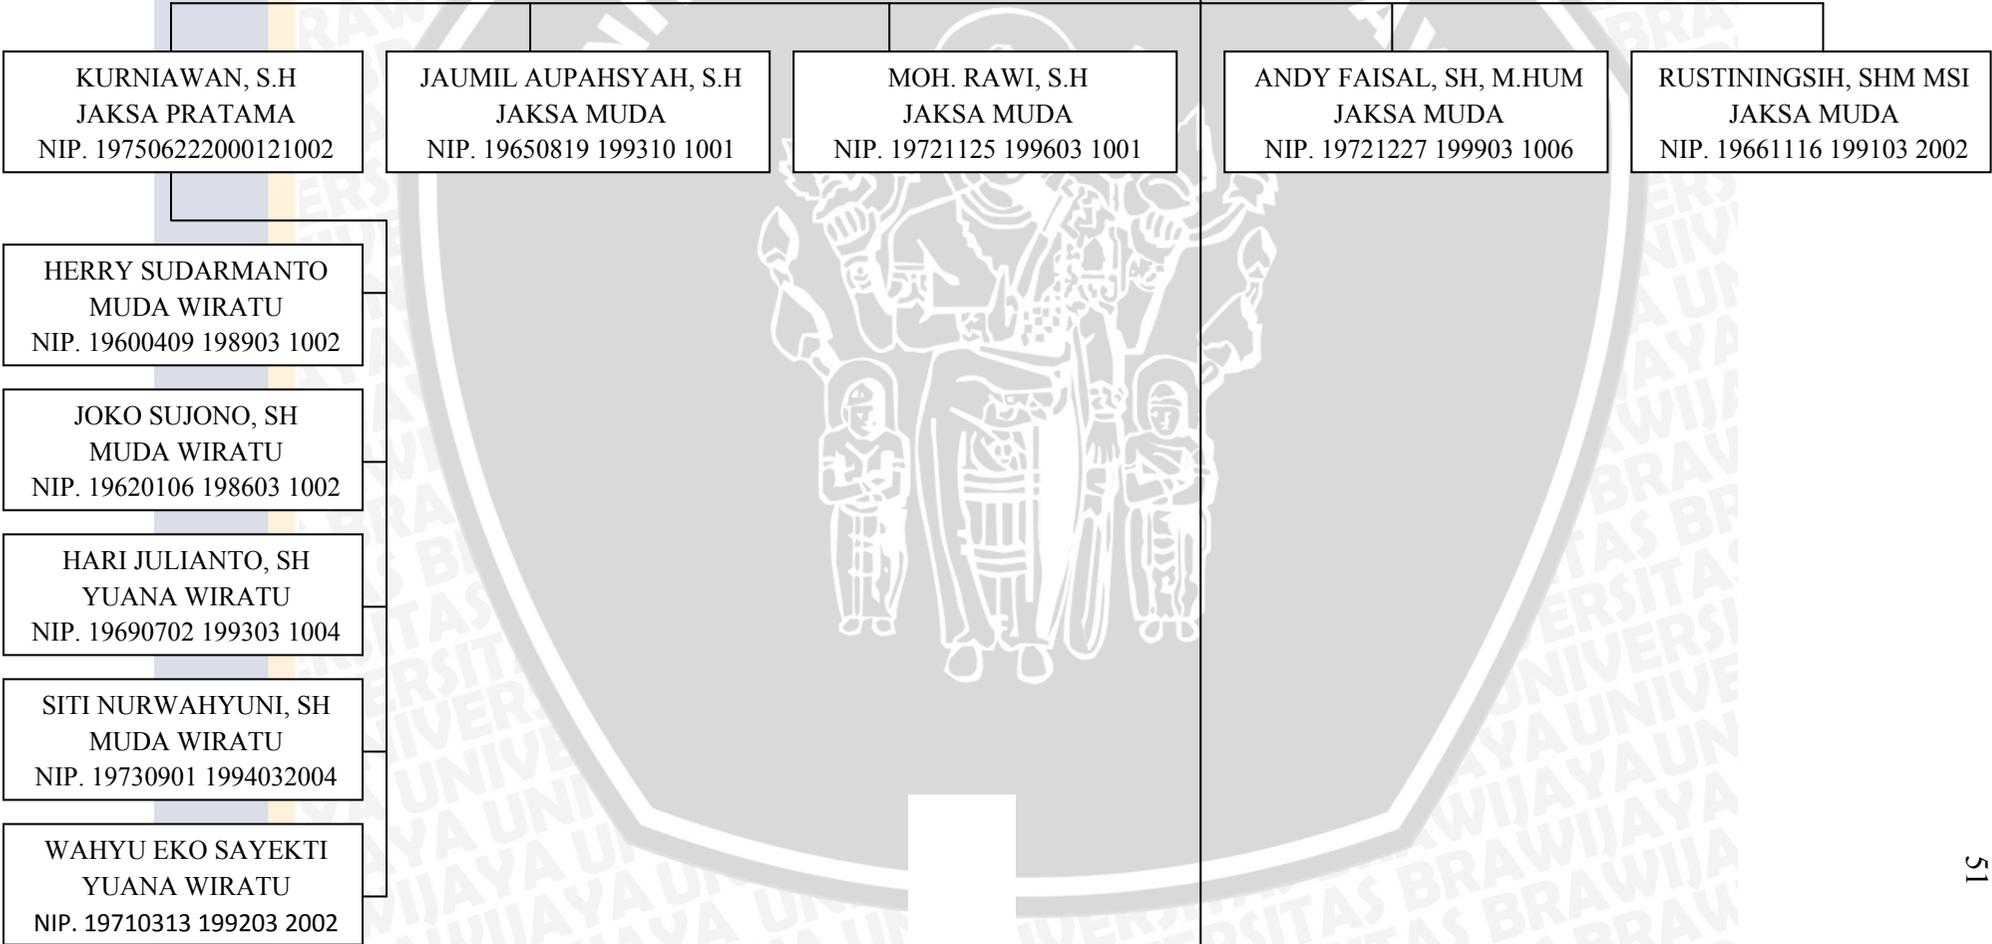 KURNIAWAN, S.H
JAKSA PRATAMA
NIP. 197506222000121002
JAUMIL AUPAHSYAH, S.H
JAKSA MUDA
NIP. 19650819 199310 1001
MOH. RAWI, S.H
JAKSA MUDA
NIP. 19721125 199603 1001
ANDY FAISAL, SH, M.HUM
JAKSA MUDA
NIP. 19721227 199903 1006
RUSTININGSIH, SHM MSI
JAKSA MUDA
NIP. 19661116 199103 2002
HERRY SUDARMANTO
MUDA WIRATU
NIP. 19600409 198903 1002
JOKO SUJONO, SH
MUDA WIRATU
NIP. 19620106 198603 1002
HARI JULIANTO, SH
YUANA WIRATU
NIP. 19690702 199303 1004
SITI NURWAHYUNI, SH
MUDA WIRATU
NIP. 19730901 1994032004
WAHYU EKO SAYEKTI
YUANA WIRATU
NIP. 19710313 199203 2002
51